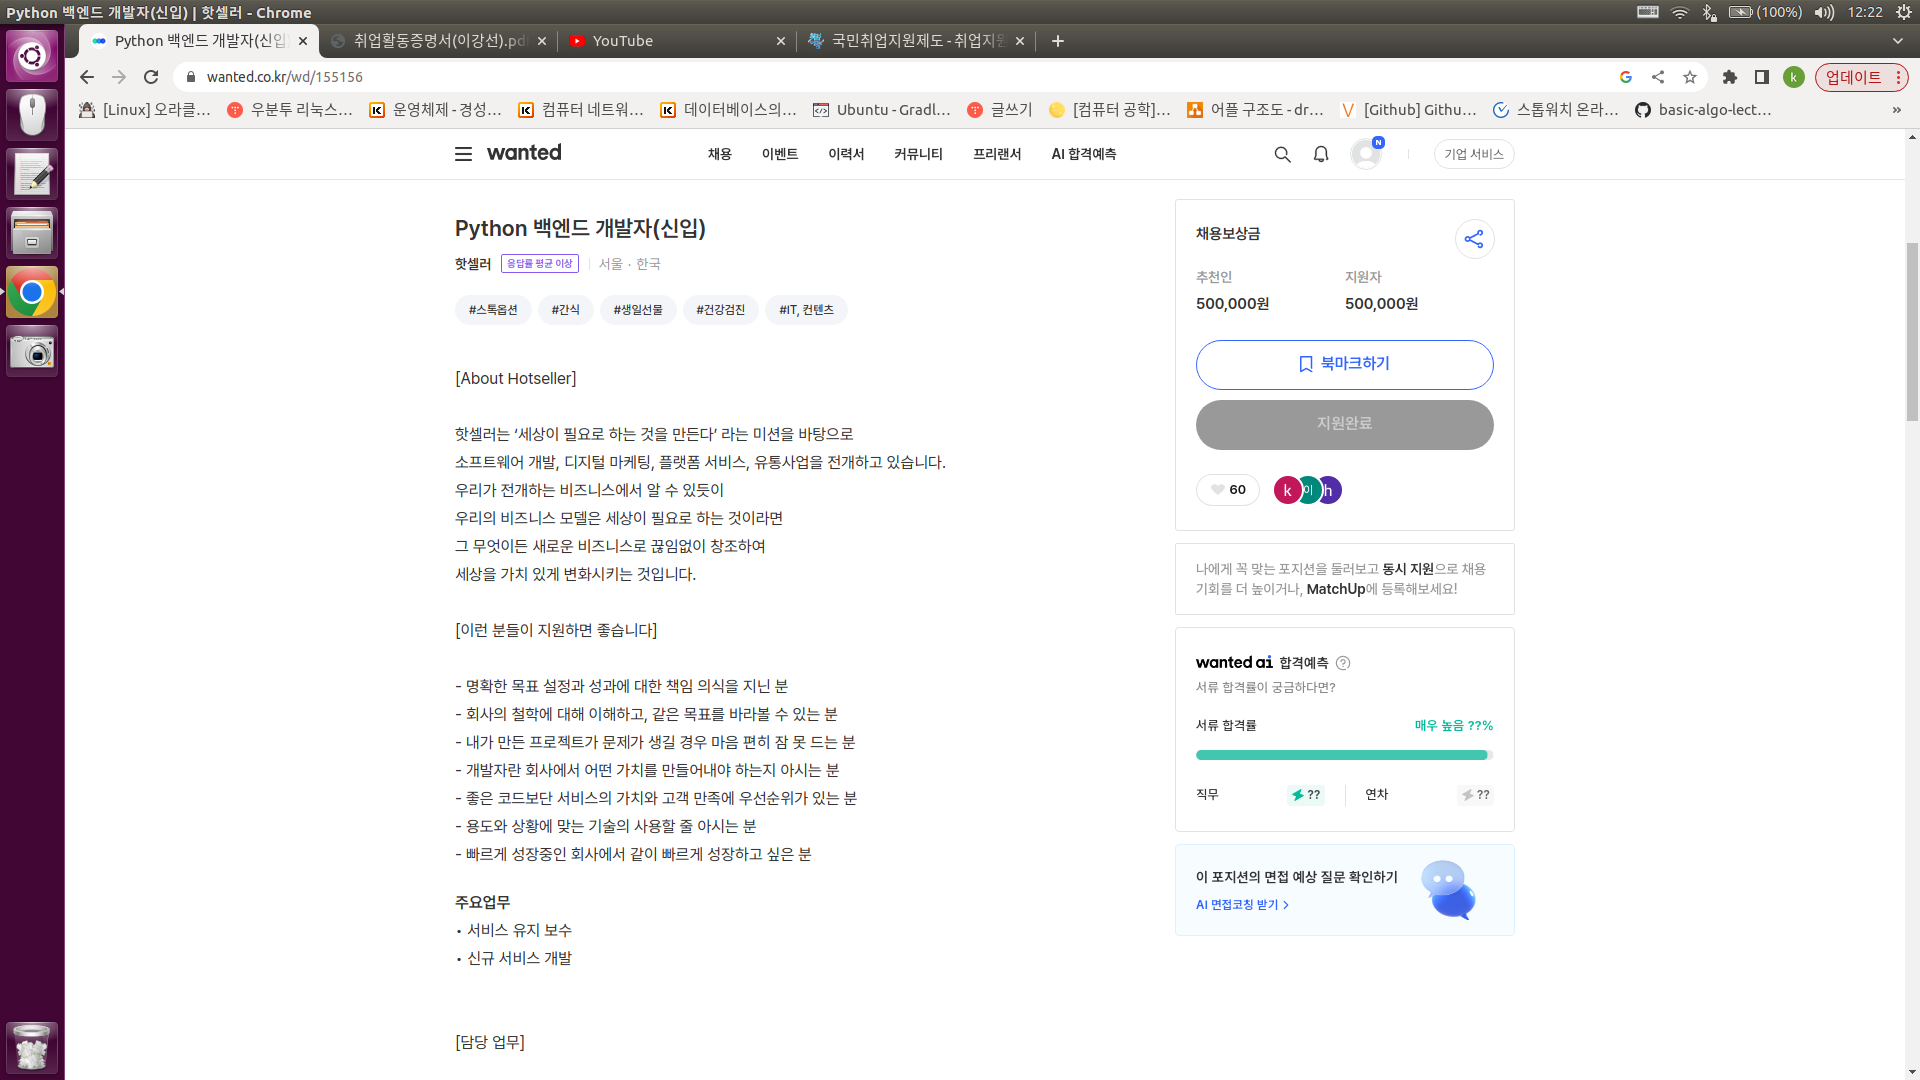 Python 백엔드 개발자(신입) | 핫셀러 - Chrome
(100%)
12:22
Python 백엔드 개발자(신입)
취업활동증명서(이강선).pd
YouTube
국민취업지원제도 - 취업지원
wanted.co.kr/wd/155156
k
업데이트
[Linux] 오라클…
우분투 리눅스…
운영체제 - 경성…
컴퓨터 네트워…
데이터베이스의…
Ubuntu - Gradl…
글쓰기
[컴퓨터 공학]…
어플 구조도 - dr…
[Github] Githu…
스톱워치 온라…
basic-algo-lect…
»
wanted
채용
이벤트
이력서
커뮤니티
프리랜서
AI 합격예측
N
기업 서비스
Python 백엔드 개발자(신입)
핫셀러
응답률 평균 이상
서울 · 한국
#스톡옵션
#간식
#생일선물
#건강검진
#IT, 컨텐츠
[About Hotseller]
핫셀러는 ‘세상이 필요로 하는 것을 만든다‘ 라는 미션을 바탕으로
소프트웨어 개발, 디지털 마케팅, 플랫폼 서비스, 유통사업을 전개하고 있습니다.
우리가 전개하는 비즈니스에서 알 수 있듯이
우리의 비즈니스 모델은 세상이 필요로 하는 것이라면
그 무엇이든 새로운 비즈니스로 끊임없이 창조하여
세상을 가치 있게 변화시키는 것입니다.
[이런 분들이 지원하면 좋습니다]
- 명확한 목표 설정과 성과에 대한 책임 의식을 지닌 분
- 회사의 철학에 대해 이해하고, 같은 목표를 바라볼 수 있는 분
- 내가 만든 프로젝트가 문제가 생길 경우 마음 편히 잠 못 드는 분
- 개발자란 회사에서 어떤 가치를 만들어내야 하는지 아시는 분
- 좋은 코드보단 서비스의 가치와 고객 만족에 우선순위가 있는 분
- 용도와 상황에 맞는 기술의 사용할 줄 아시는 분
- 빠르게 성장중인 회사에서 같이 빠르게 성장하고 싶은 분
주요업무
• 서비스 유지 보수
• 신규 서비스 개발
[담당 업무]
채용보상금
추천인
지원자
500,000원
500,000원
북마크하기
지원완료
60
k
이
h
나에게 꼭 맞는 포지션을 둘러보고 동시 지원으로 채용
기회를 더 높이거나, MatchUp에 등록해보세요!
wanted ai 합격예측 ?
서류 합격률이 궁금하다면?
서류 합격률
매우 높음 ??%
직무
??
연차
??
이 포지션의 면접 예상 질문 확인하기
AI 면접코칭 받기